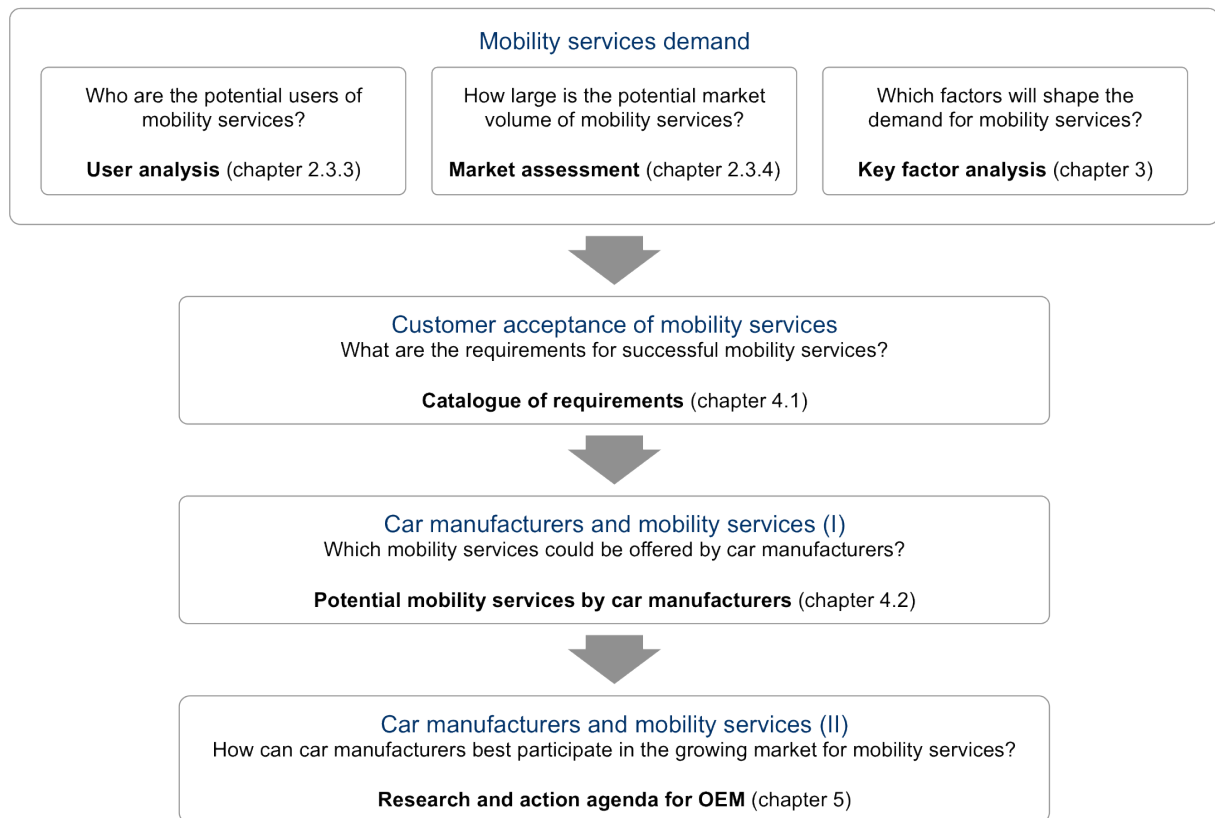 Mobility services demand
Who are the potential users of
mobility services?
User analysis (chapter 2.3.3)
How large is the potential market
volume of mobility services?
Market assessment (chapter 2.3.4)
Which factors will shape the
demand for mobility services?
Key factor analysis (chapter 3)
Customer acceptance of mobility services
What are the requirements for successful mobility services?
Catalogue of requirements (chapter 4.1)
Car manufacturers and mobility services (I)
Which mobility services could be offered by car manufacturers?
Potential mobility services by car manufacturers (chapter 4.2)
Car manufacturers and mobility services (II)
How can car manufacturers best participate in the growing market for mobility services?
Research and action agenda for OEM (chapter 5)